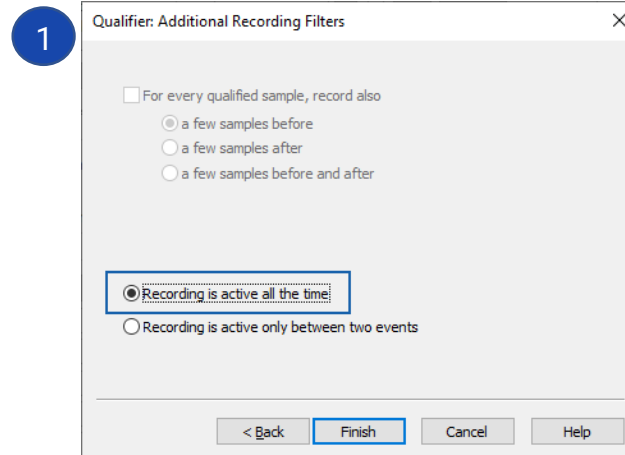 1
Qualifier: Additional Recording Filters
For every qualified sample, record also
a few samples before
a few samples after
a few samples before and after
Recording is active all the time
Recording is active only between two events
< Back Finish Cancel Help